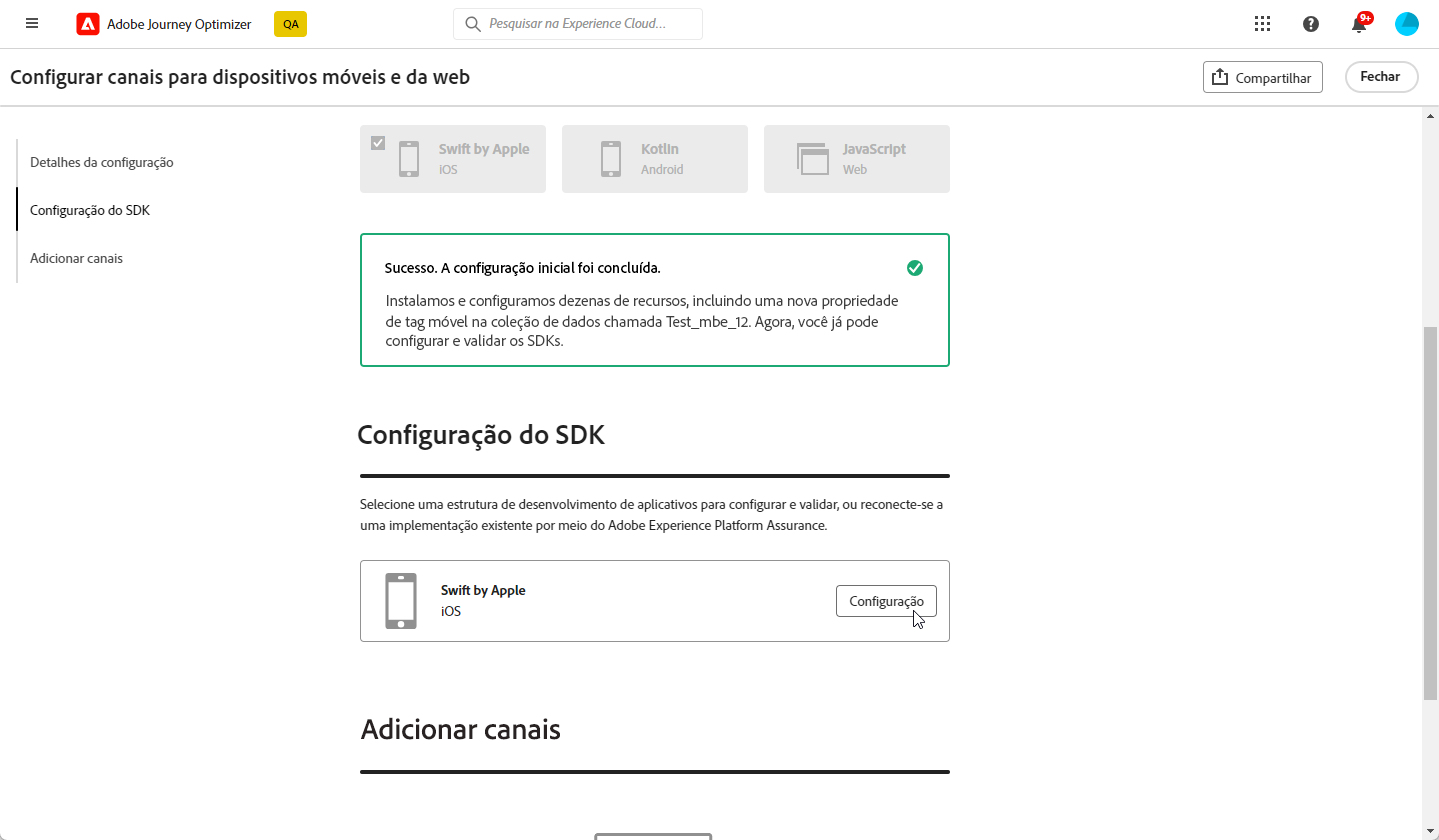 Adobe Journey Optimizer
QA
Pesquisar na Experience Cloud...
9+
Configurar canais para dispositivos móveis e da web
Compartilhar
Fechar
Detalhes da configuração
Configuração do SDK
Adicionar canais
Swift by Apple
iOS
Kotlin
Android
JavaScript
Web
Sucesso. A configuração inicial foi concluída.
Instalamos e configuramos dezenas de recursos, incluindo uma nova propriedade
de tag móvel na coleção de dados chamada Test_mbe_12. Agora, você já pode
configurar e validar os SDKs.
Configuração do SDK
Selecione uma estrutura de desenvolvimento de aplicativos para configurar e validar, ou reconecte-se a
uma implementação existente por meio do Adobe Experience Platform Assurance.
Swift by Apple
iOS
Configuração
Adicionar canais